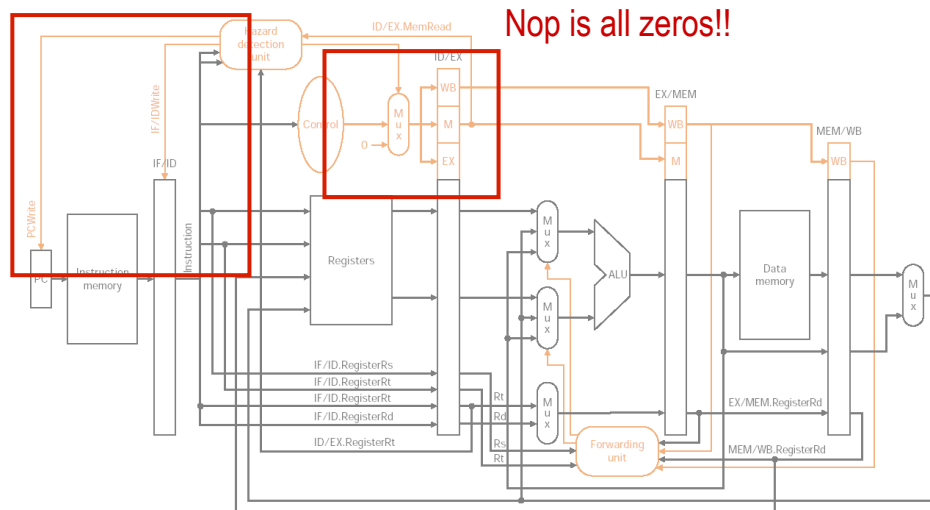 Nop is all zeros!!
Hazard
detection
unit
ID/EX.MemRead
ID/EX
IF/IDWrite
PCWrite
Control
0
M
u
x
WB
M
EX
EX/MEM
WB
M
MEM/WB
WB
IF/ID
PC
Instruction
memory
Instruction
Registers
M
u
x
M
u
x
ALU
Data
memory
M
u
x
IF/ID.RegisterRs
IF/ID.RegisterRt
IF/ID.RegisterRt
IF/ID.RegisterRd
ID/EX.RegisterRt
Rt
Rd
Rs
Rt
M
u
x
Forwarding
unit
EX/MEM.RegisterRd
MEM/WB.RegisterRd